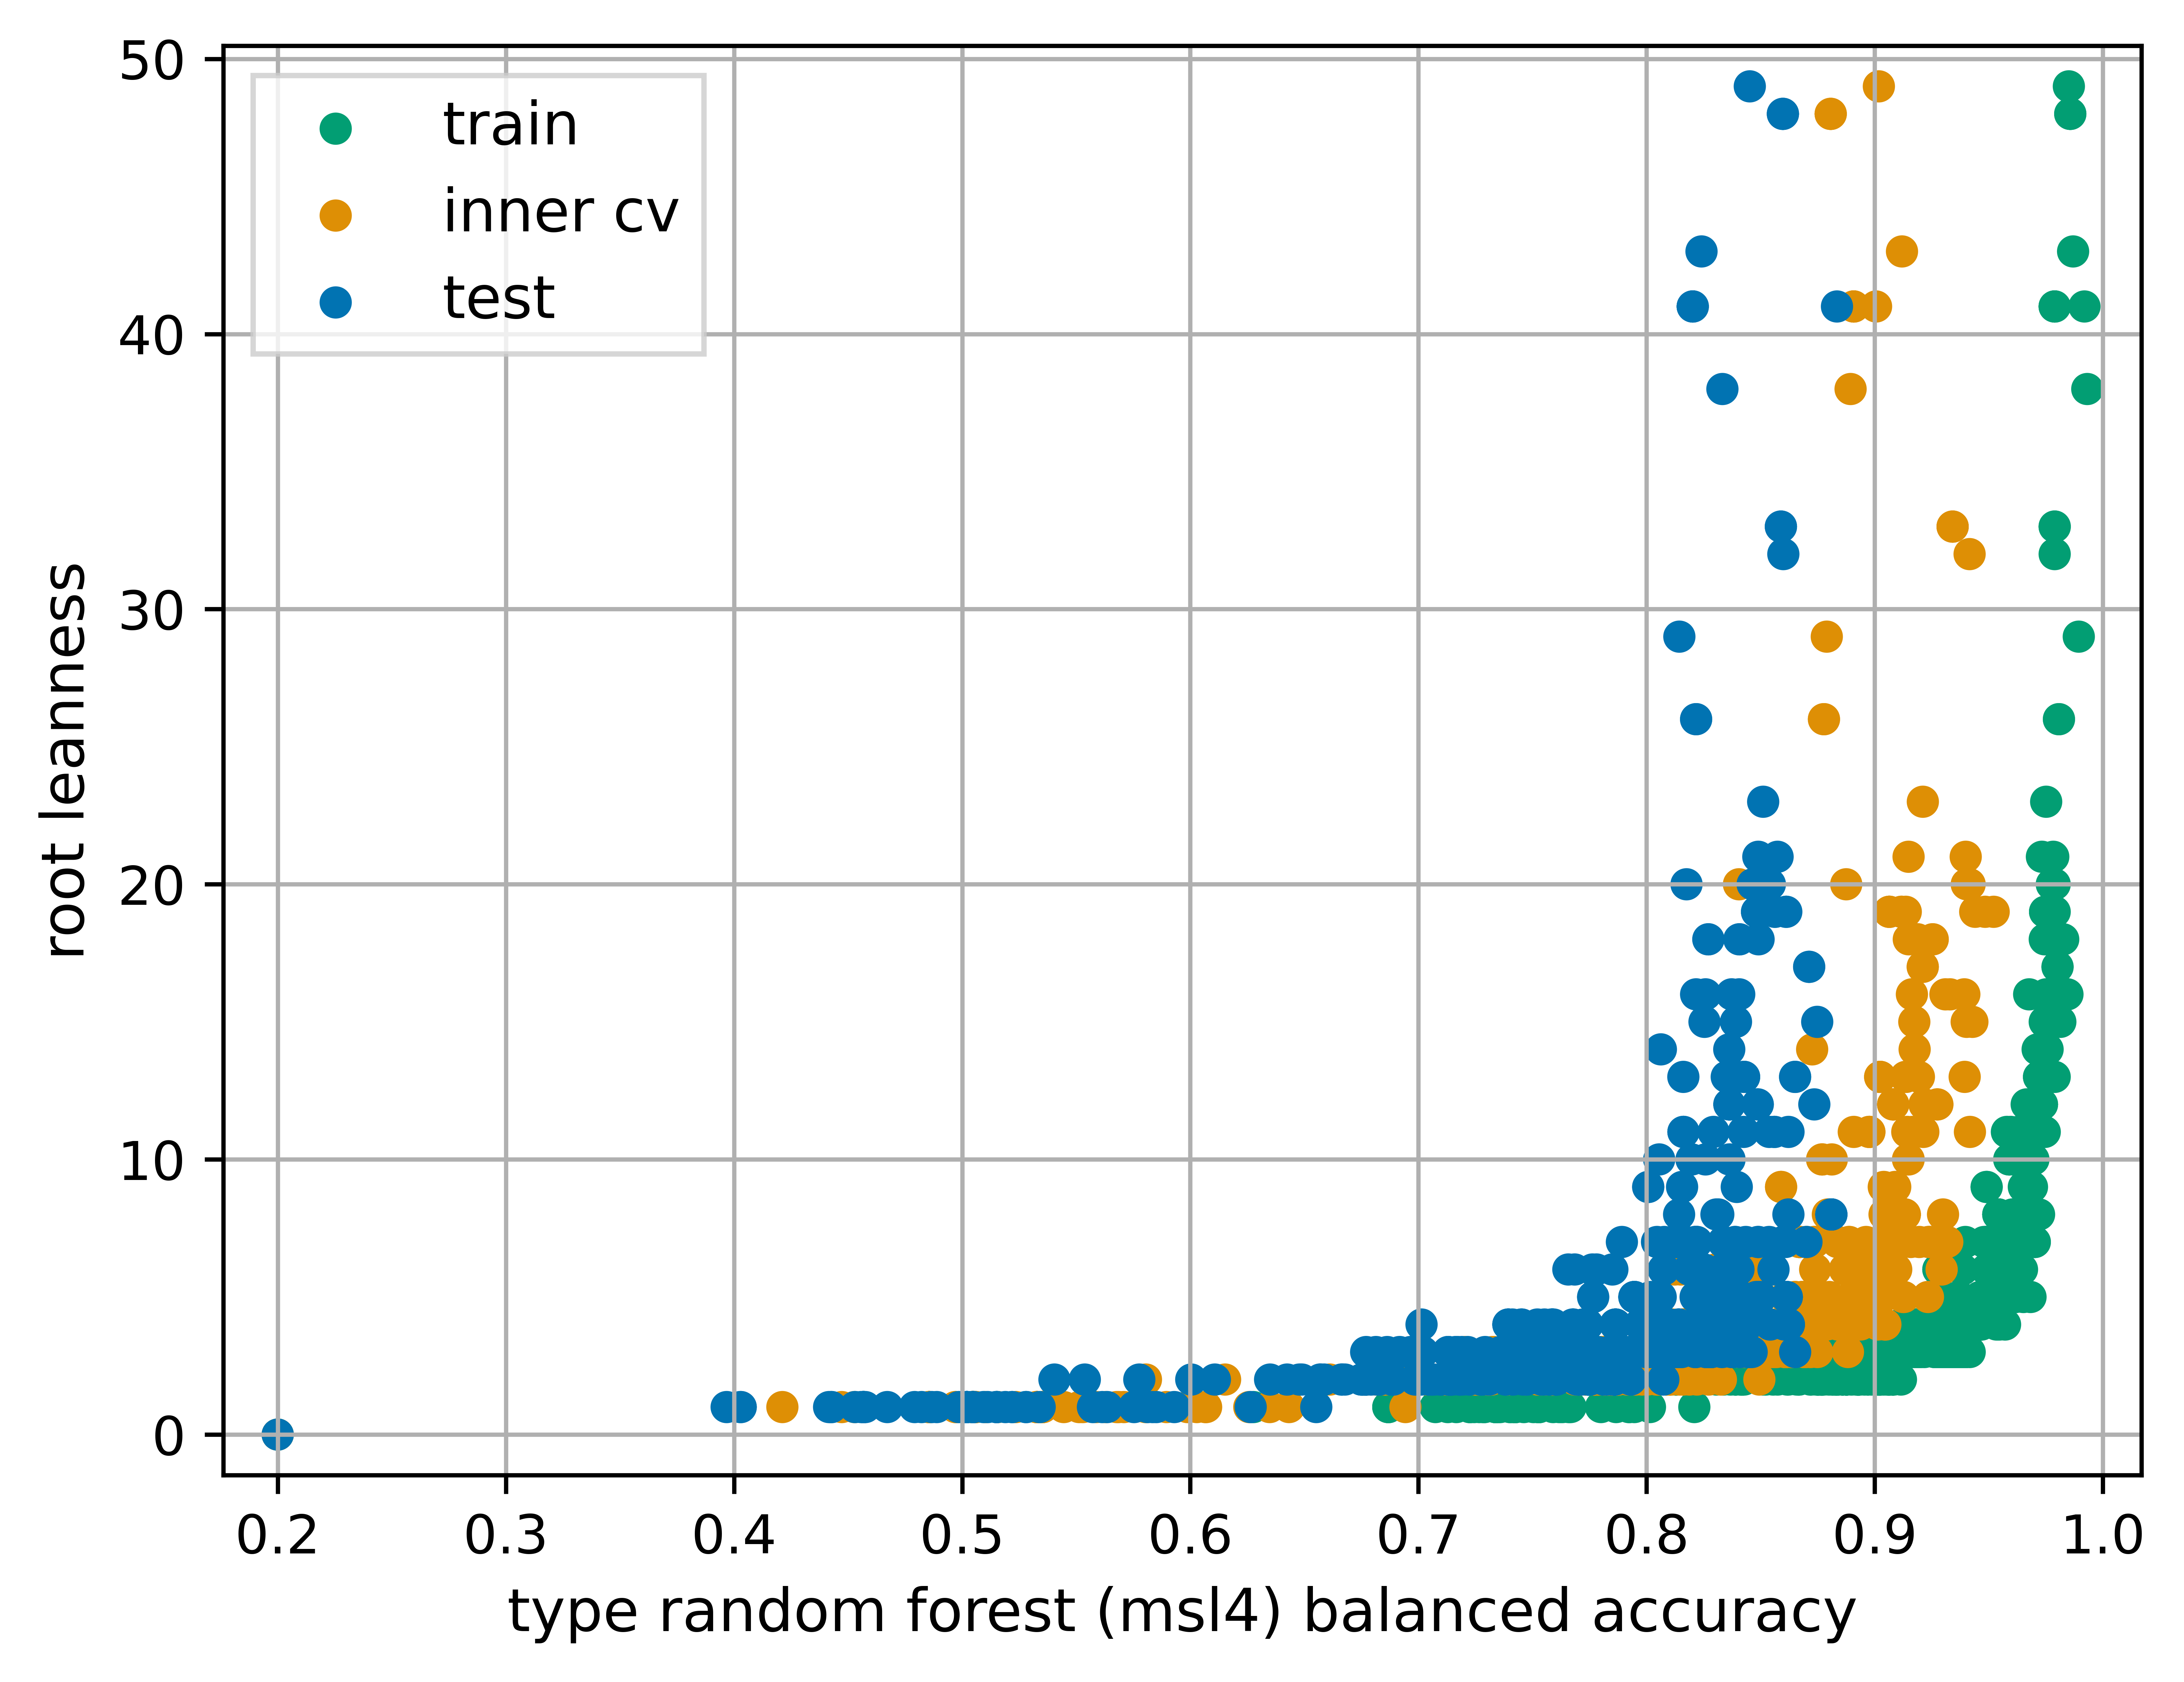 50
40
30
20
10
0
root leanness
train
inner cv
test
0.2 0.3 0.4 0.5 0.6 0.7 0.8 0.9 1.0
type random forest (msl4) balanced accuracy